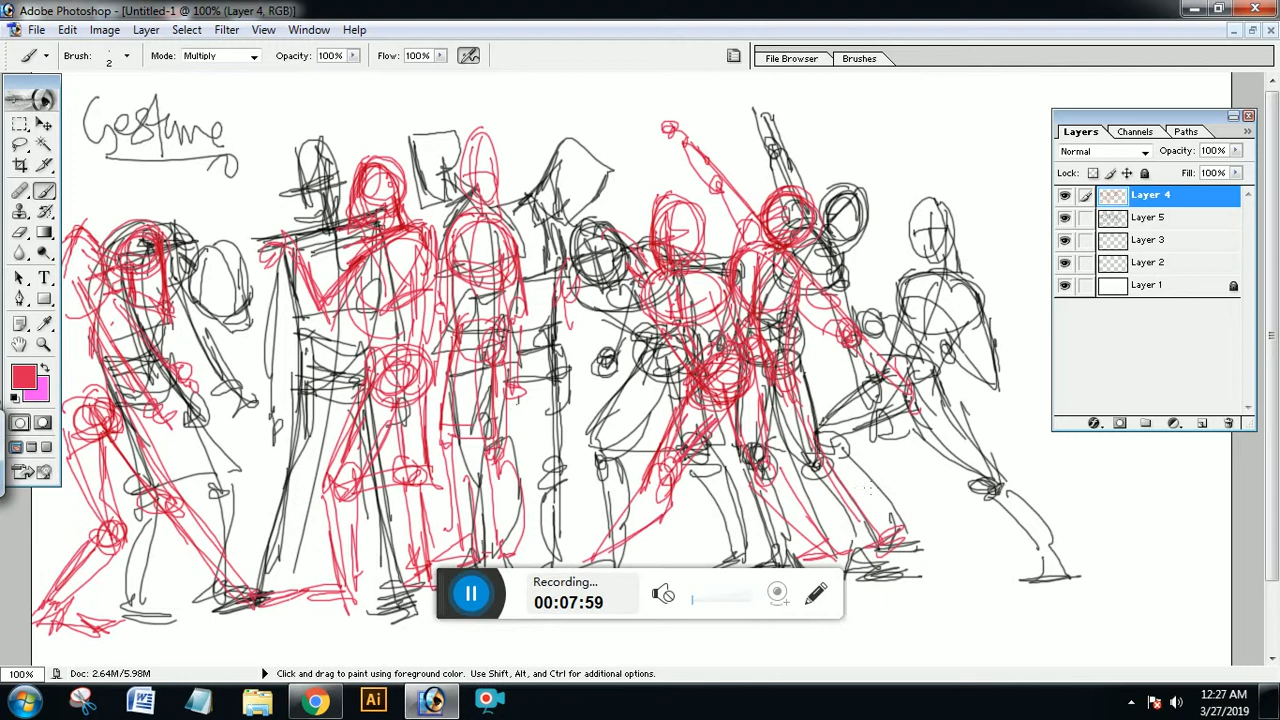 Adobe Photoshop - [Untitled-1 @ 100% (Layer 4, RGB)]
File Edit Image Layer Select Filter View Window Help
Brush: 2 Mode: Multiply Opacity: 100% Flow: 100% File Browser Brushes
Layers Channels Paths
Normal Opacity: 100%
Lock: Fill: 100%
Layer 4
Layer 5
Layer 3
Layer 2
Layer 1
Recording...
00:07:59
100% Doc: 2.64M/5.98M Click and drag to paint using foreground color. Use Shift, Alt, and Ctrl for additional options.
Ai
12:27 AM
3/27/2019